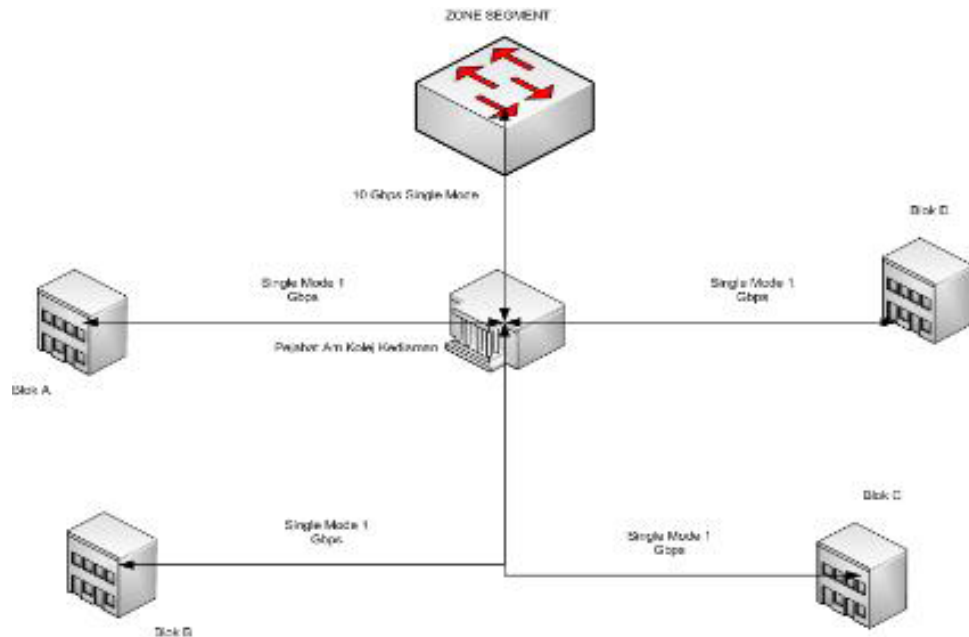 ZONE SEGMENT
10 Gbps Single Mode
Blok D
Single Mode 1
Gbps
Single Mode 1
Gbps
Pejabat Am Kolej Kediaman
Blok A
Blok C
Single Mode 1
Gbps
Single Mode 1
Gbps
Blok B